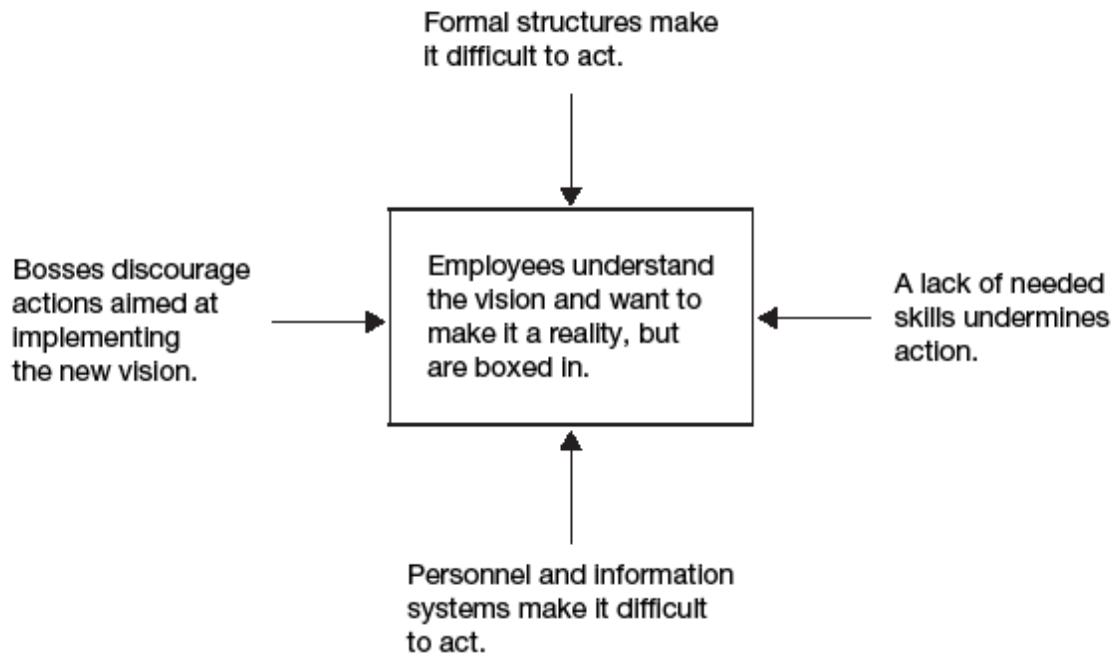 Formal structures make
it difficult to act.
Bosses discourage
actions aimed at
implementing
the new vision.
Employees understand
the vision and want to
make it a reality, but
are boxed in.
A lack of needed
skills undermines
action.
Personnel and information
systems make it difficult
to act.